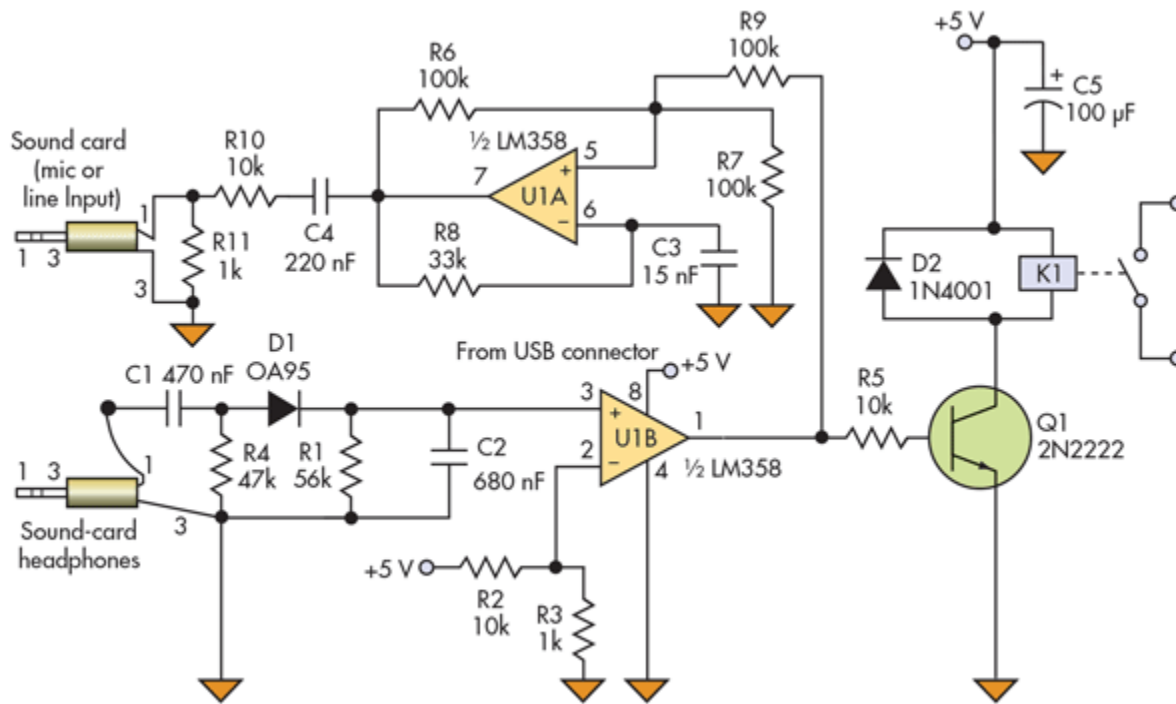 +5 V
R9
100k
R6
100k
+
C5
100 µF
Sound card
(mic or
line Input)
R10
10k
½ LM358
7
5
+
U1A
6
–
R7
100k
1
1 3
3
R11
1k
C4
220 nF
R8
33k
C3
15 nF
D2
1N4001
K1
D1
OA95
From USB connector
+5 V
C1 470 nF
3
8
+
U1B
2
–
4
1
½ LM358
R5
10k
Q1
2N2222
1 3
1
3
R4
47k
R1
56k
C2
680 nF
Sound-card
headphones
+5 V
R2
10k
R3
1k